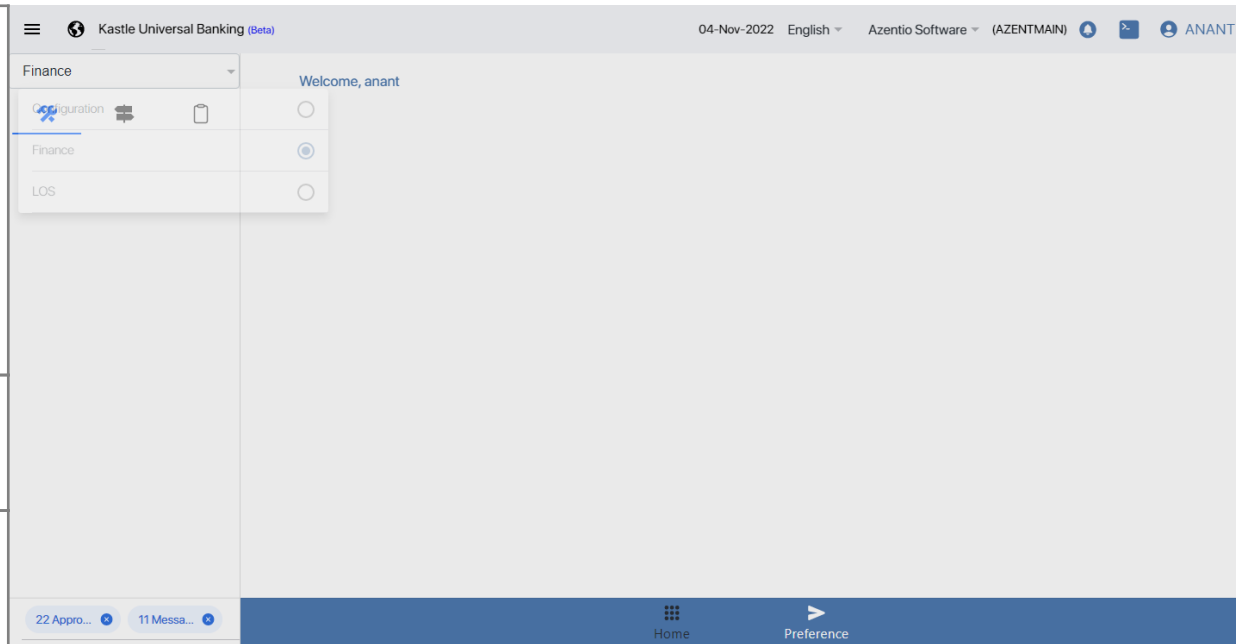 Kastle Universal Banking (Beta) 04-Nov-2022 English Azentio Software (AZENTMAIN) ANANT
Finance
Welcome, anant
Configuration
Finance
LOS
22 Appro... 11 Messa...
Home Preference